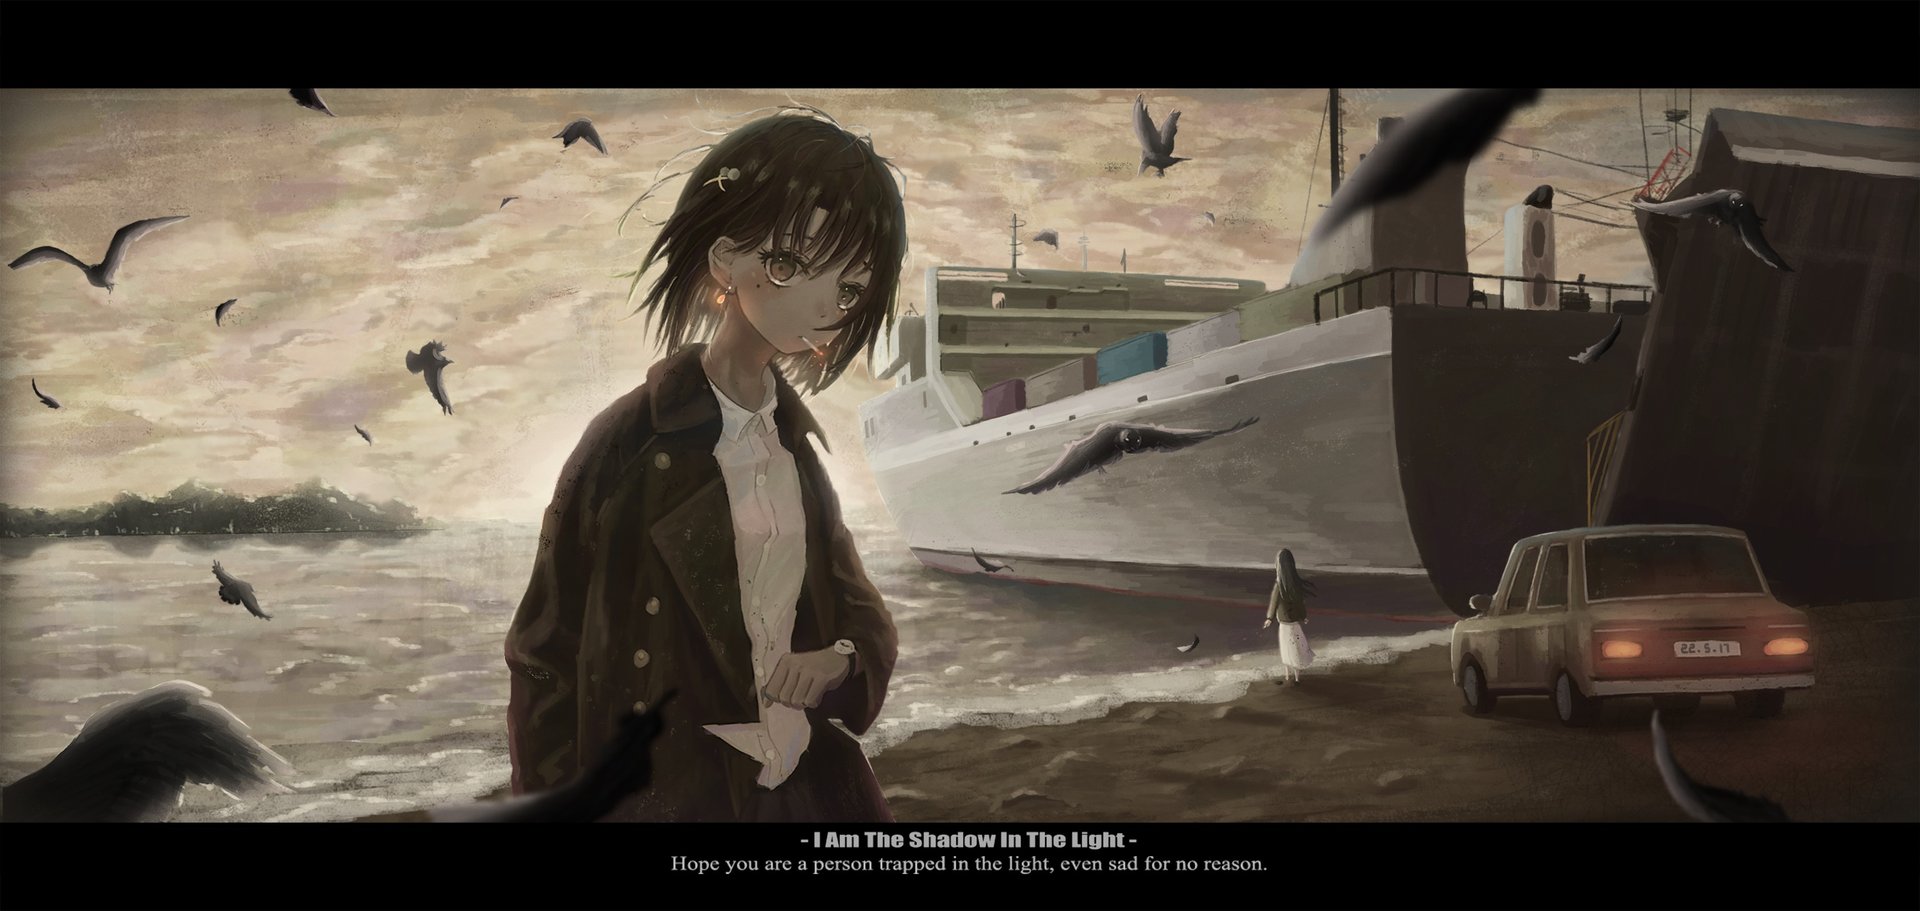 22.5.17
- I Am The Shadow In The Light -
Hope you are a person trapped in the light, even sad for no reason.